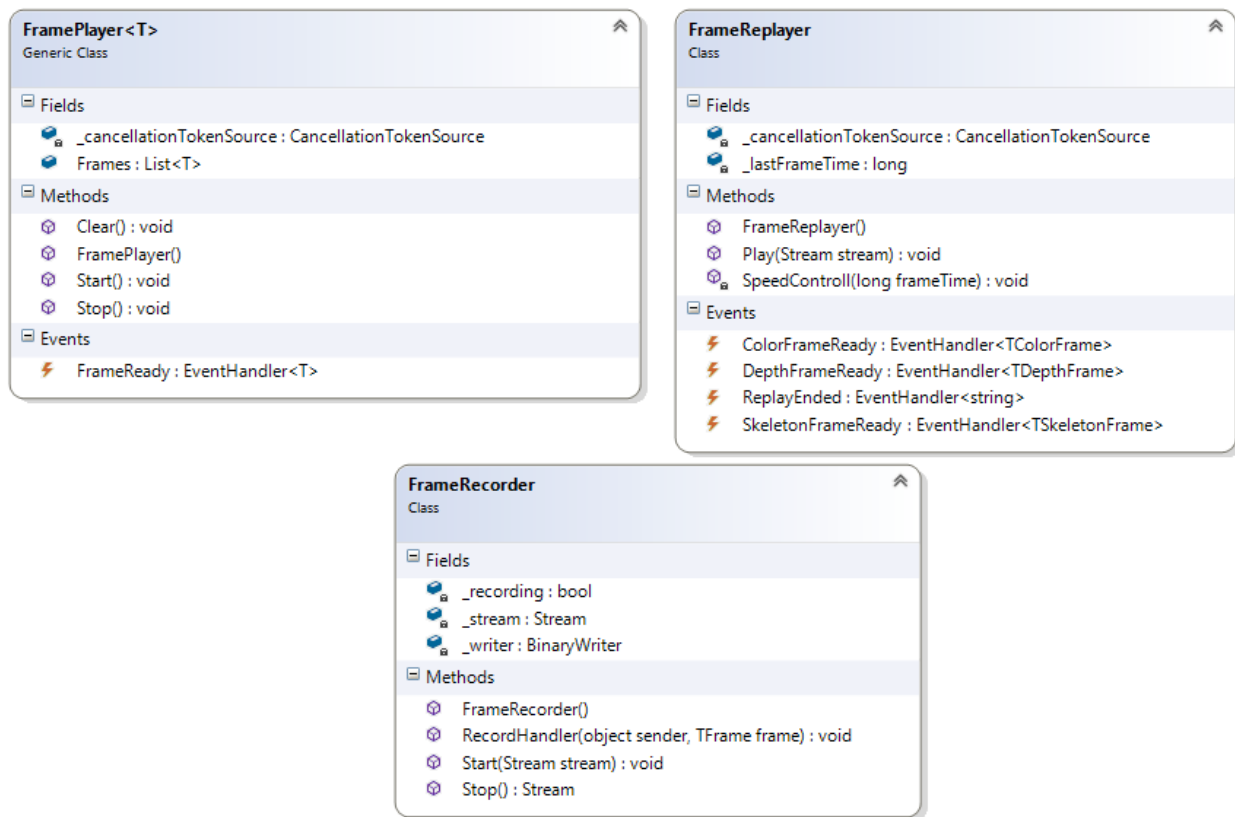 FramePlayer<T>
Generic Class
Fields
_cancellationTokenSource : CancellationTokenSource
Frames : List<T>
Methods
Clear() : void
FramePlayer()
Start() : void
Stop() : void
Events
FrameReady : EventHandler<T>
FrameReplayer
Class
Fields
_cancellationTokenSource : CancellationTokenSource
_lastFrameTime : long
Methods
FrameReplayer()
Play(Stream stream) : void
SpeedControll(long frameTime) : void
Events
ColorFrameReady : EventHandler<TColorFrame>
DepthFrameReady : EventHandler<TDepthFrame>
ReplayEnded : EventHandler<string>
SkeletonFrameReady : EventHandler<TSkeletonFrame>
FrameRecorder
Class
Fields
_recording : bool
_stream : Stream
_writer : BinaryWriter
Methods
FrameRecorder()
RecordHandler(object sender, TFrame frame) : void
Start(Stream stream) : void
Stop() : Stream